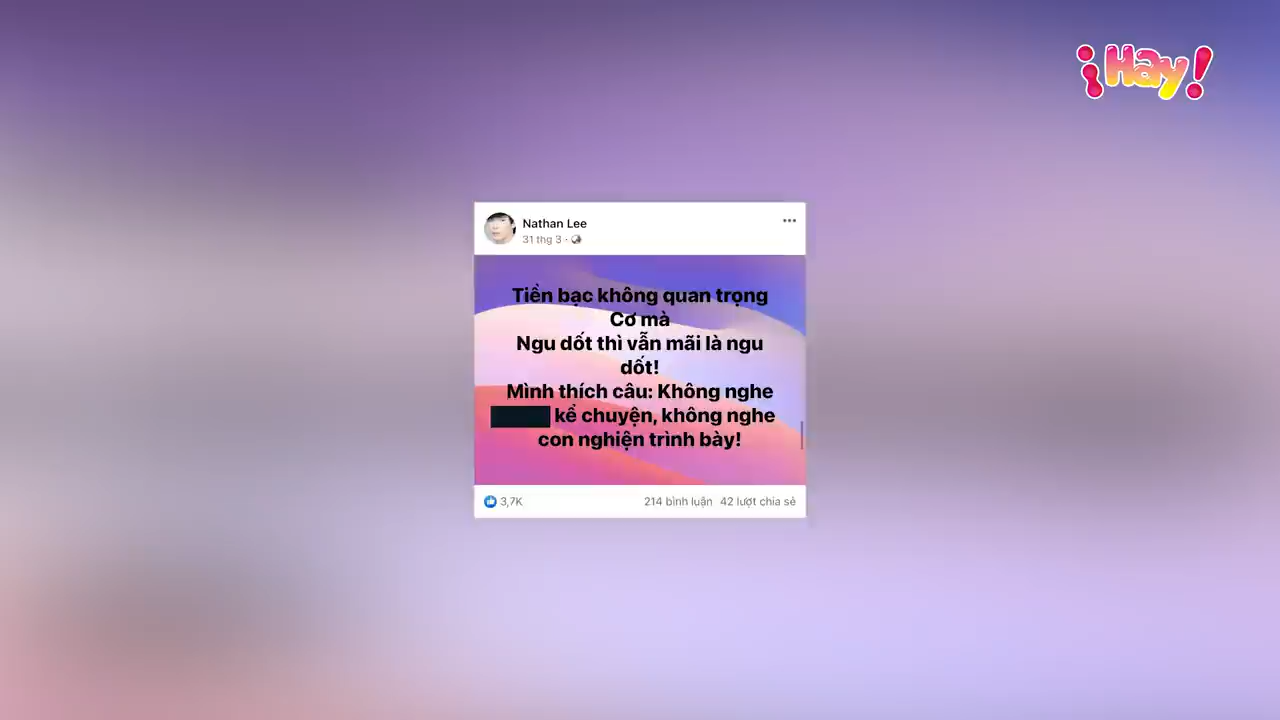 ¡Hay!
Nathan Lee
31 thg 3 ·
Tiền bạc không quan trọng
Cơ mà
Ngu dốt thì vẫn mãi là ngu
dốt!
Mình thích câu: Không nghe
kể chuyện, không nghe
con nghiện trình bày!
3,7K
214 bình luận 42 lượt chia sẻ